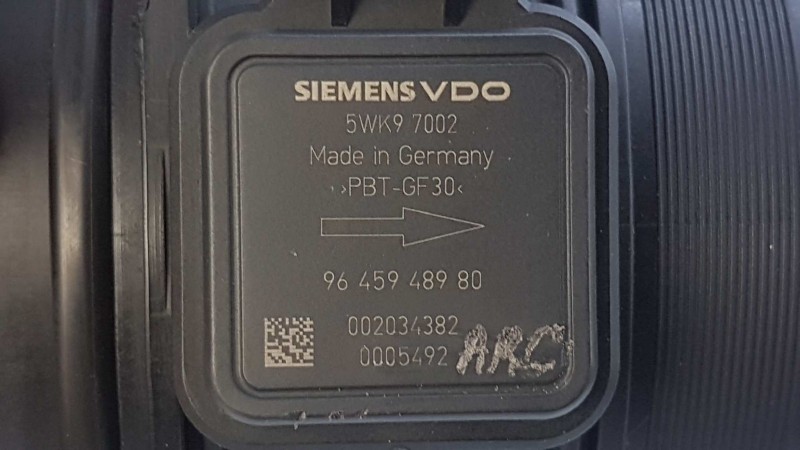 SIEMENS VDO
5WK9 7002
Made in Germany
>PBT-GF30<
96 459 489 80
002034382
0005492 ARC